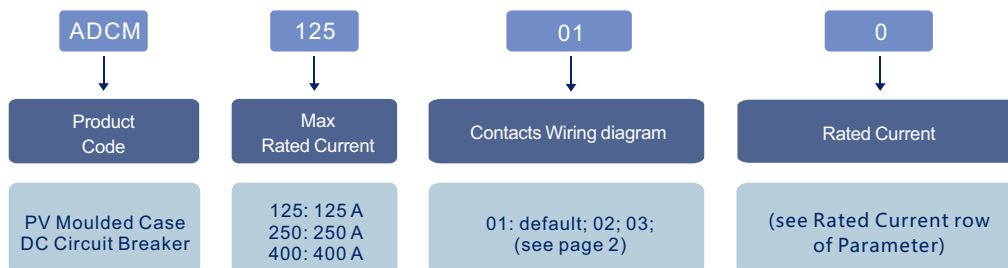 ADCM
125
01
0
Product
Code
Max
Rated Current
Contacts Wiring diagram
Rated Current
PV Moulded Case
DC Circuit Breaker
125: 125 A
250: 250 A
400: 400 A
01: default; 02; 03;
(see page 2)
(see Rated Current row
of Parameter)